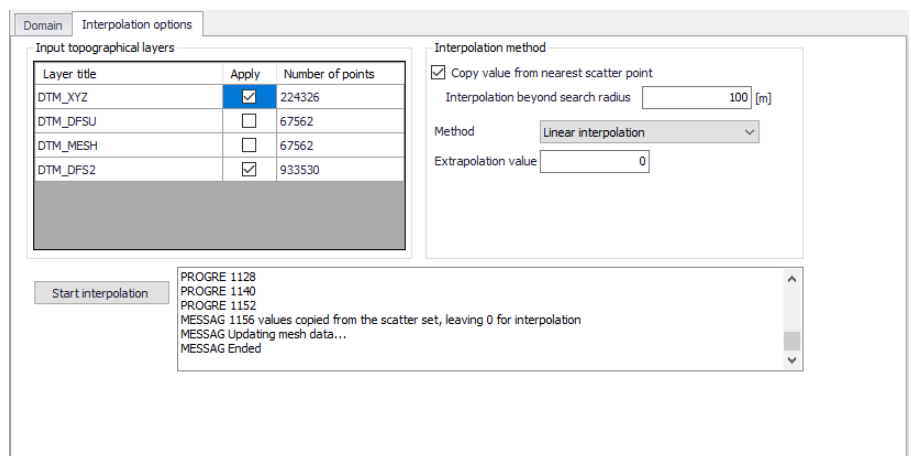 Domain
Interpolation options
Input topographical layers
Layer title Apply Number of points
DTM_XYZ 224326
DTM_DFSU 67562
DTM_MESH 67562
DTM_DFS2 933530
Interpolation method
Copy value from nearest scatter point
Interpolation beyond search radius 100 [m]
Method Linear interpolation
Extrapolation value 0
Start interpolation
PROGRE 1128
PROGRE 1140
PROGRE 1152
MESSAG 1156 values copied from the scatter set, leaving 0 for interpolation
MESSAG Updating mesh data...
MESSAG Ended